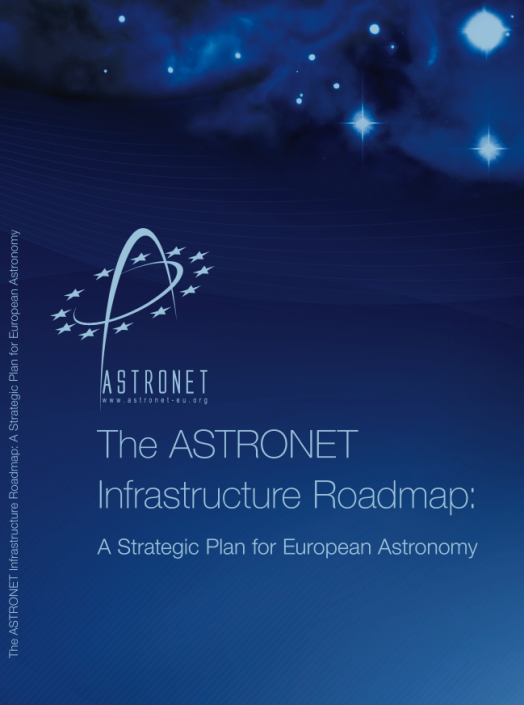 The ASTRONET Infrastructure Roadmap: A Strategic Plan for European Astronomy
ASTRONET
www.astronet-eu.org
The ASTRONET
Infrastructure Roadmap:
A Strategic Plan for European Astronomy